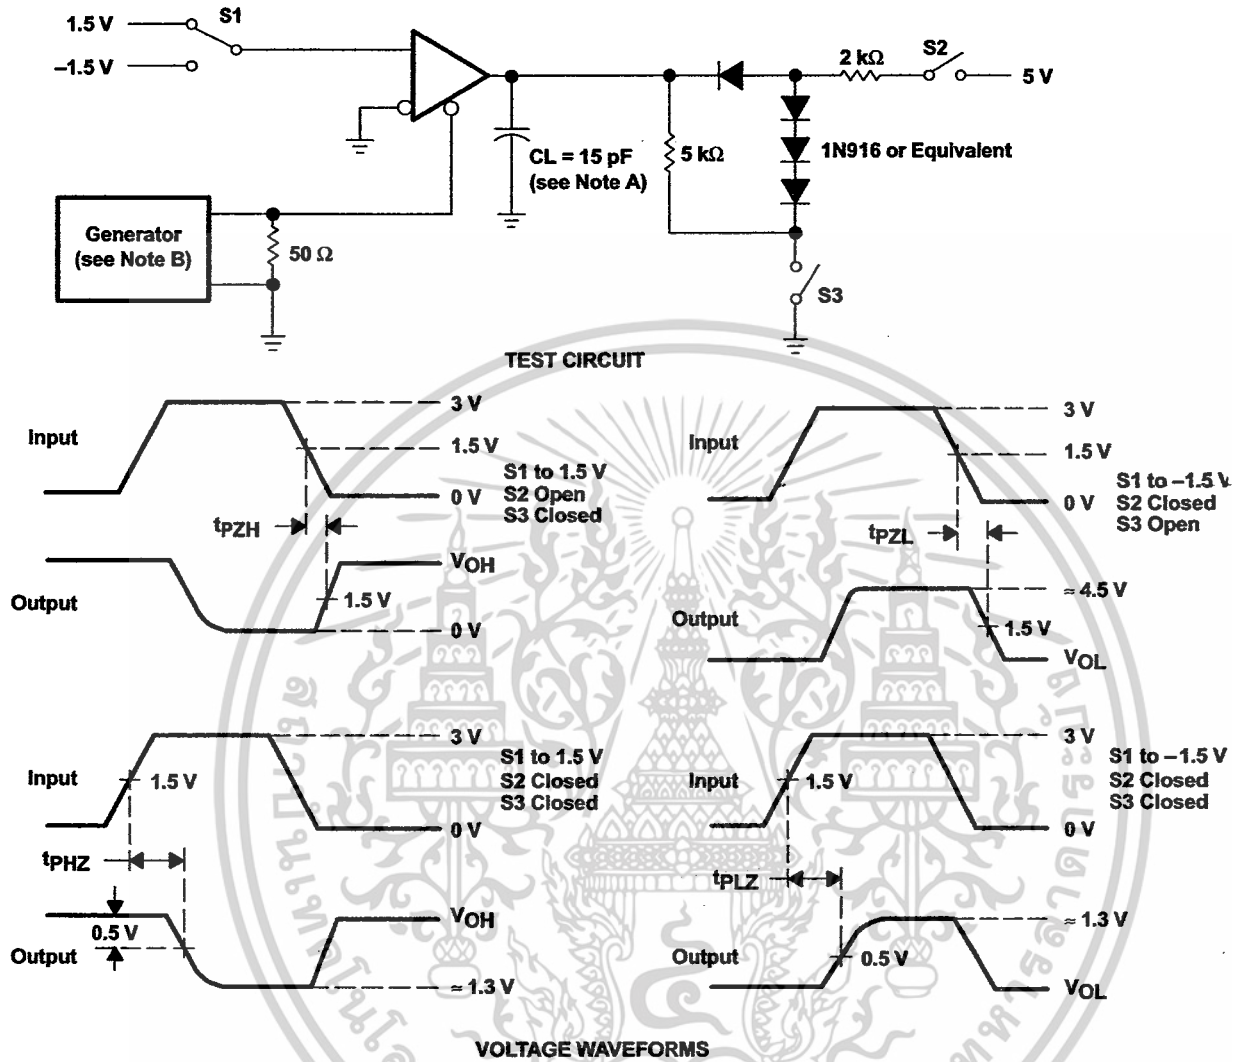 1.5 V
S1
–1.5 V
2 kΩ
S2
5 V
5 kΩ
1N916 or Equivalent
CL = 15 pF
(see Note A)
Generator
(see Note B)
50 Ω
S3
TEST CIRCUIT
Input
3 V
1.5 V
0 V
S1 to 1.5 V
S2 Open
S3 Closed
tPZH
Output
VOH
1.5 V
0 V
Input
3 V
1.5 V
0 V
S1 to –1.5 V
S2 Closed
S3 Open
tPZL
Output
≈ 4.5 V
1.5 V
VOL
Input
3 V
1.5 V
0 V
S1 to 1.5 V
S2 Closed
S3 Closed
tPHZ
0.5 V
Output
VOH
≈ 1.3 V
Input
3 V
1.5 V
0 V
S1 to –1.5 V
S2 Closed
S3 Closed
tPLZ
Output
≈ 1.3 V
0.5 V
VOL
VOLTAGE WAVEFORMS